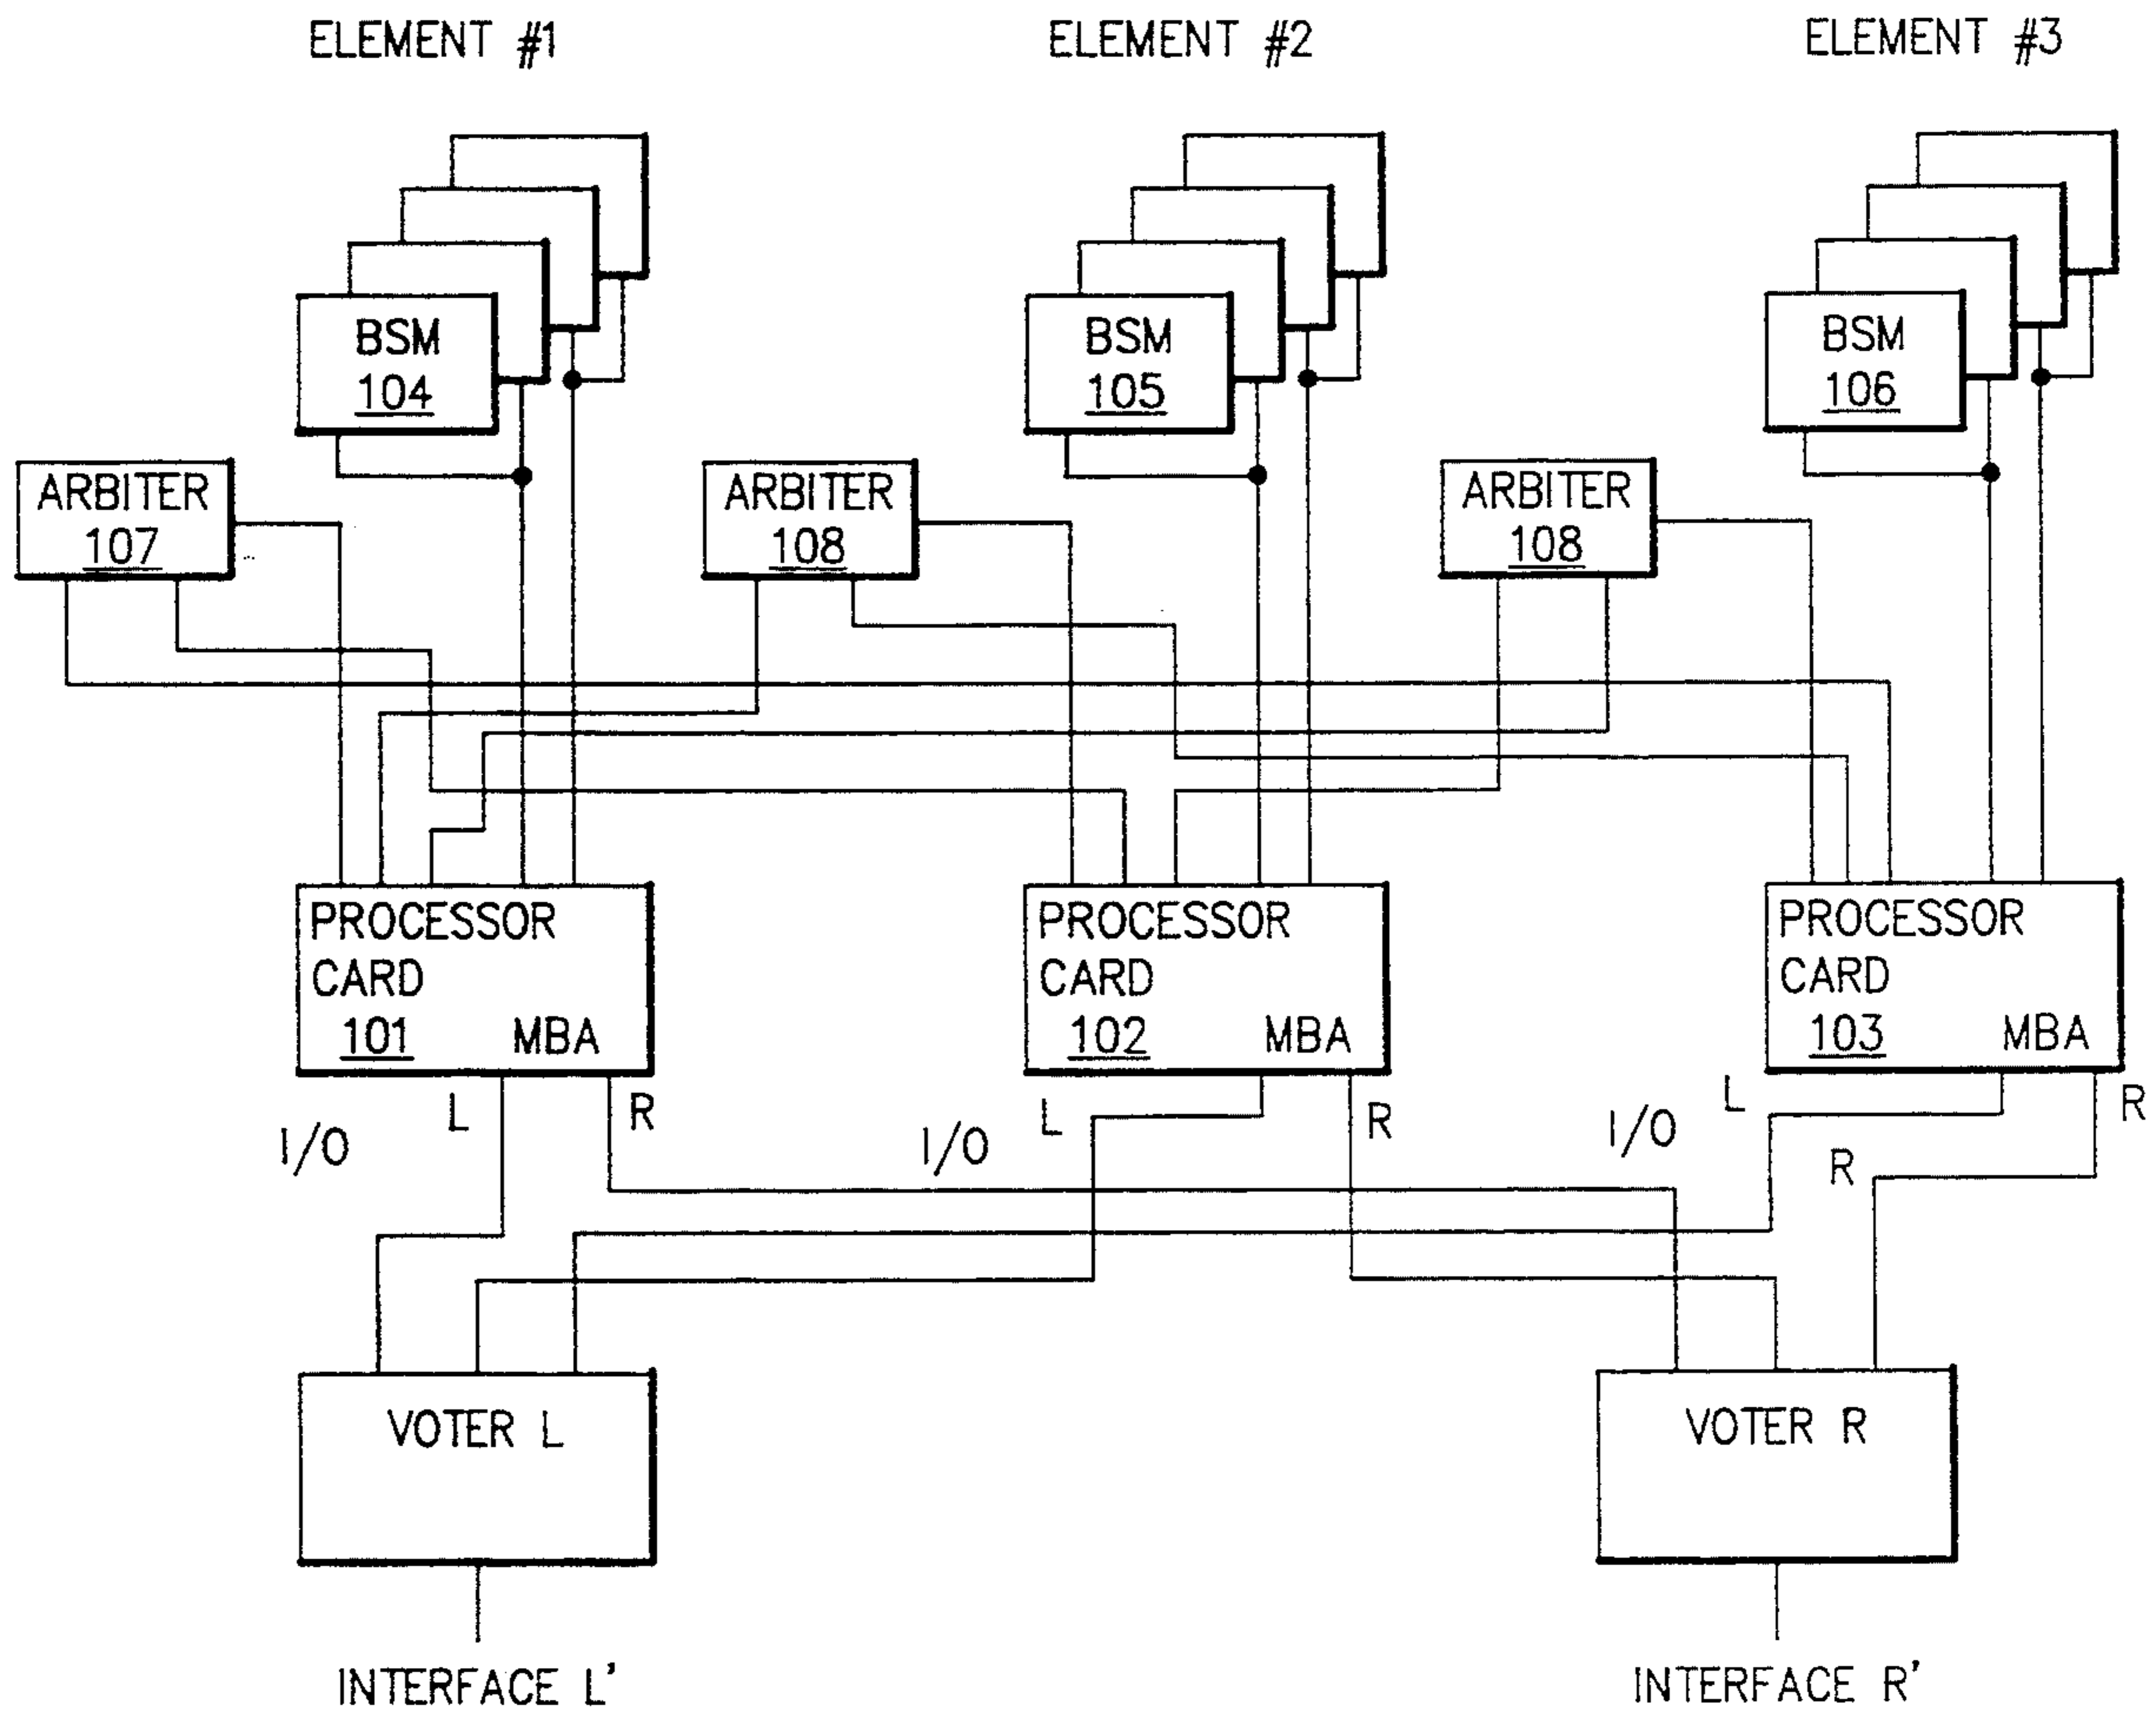 ELEMENT #1
ELEMENT #2
ELEMENT #3
BSM
104
BSM
105
BSM
106
ARBITER
107
ARBITER
108
ARBITER
108
PROCESSOR
CARD
101 MBA
PROCESSOR
CARD
102 MBA
PROCESSOR
CARD
103 MBA
I/O
L
R
I/O
L
R
I/O
L
R
R
VOTER L
VOTER R
INTERFACE L'
INTERFACE R'